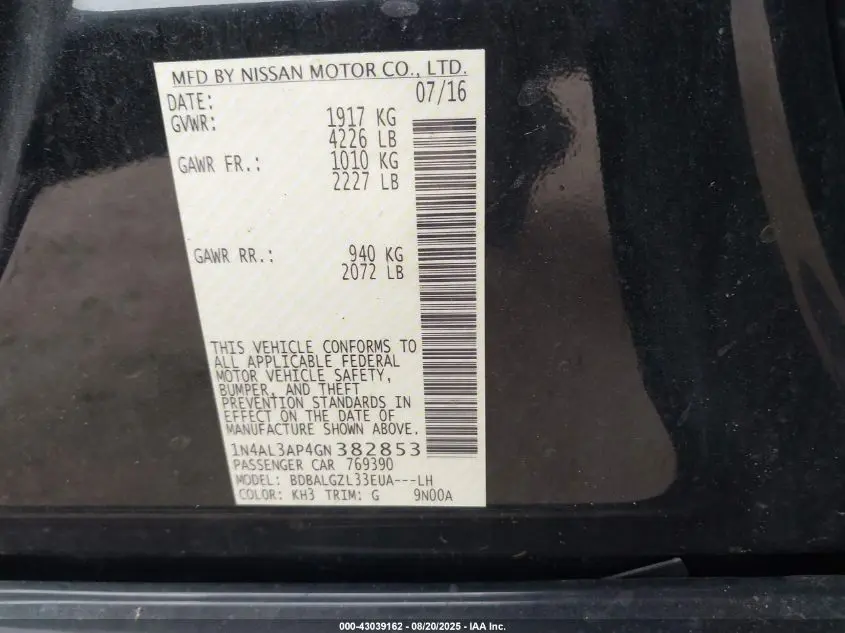 MFD BY NISSAN MOTOR CO., LTD.
DATE: 07/16
GVWR: 1917 KG
4226 LB
GAWR FR.: 1010 KG
2227 LB
GAWR RR.: 940 KG
2072 LB
THIS VEHICLE CONFORMS TO
ALL APPLICABLE FEDERAL
MOTOR VEHICLE SAFETY,
BUMPER, AND THEFT
PREVENTION STANDARDS IN
EFFECT ON THE DATE OF
MANUFACTURE SHOWN ABOVE.
1N4AL3AP4GN382853
PASSENGER CAR 769390
MODEL: BDBALGZL33EUA---LH
COLOR: KH3 TRIM: G 9N00A
000-43039162 - 08/20/2025 - IAA Inc.